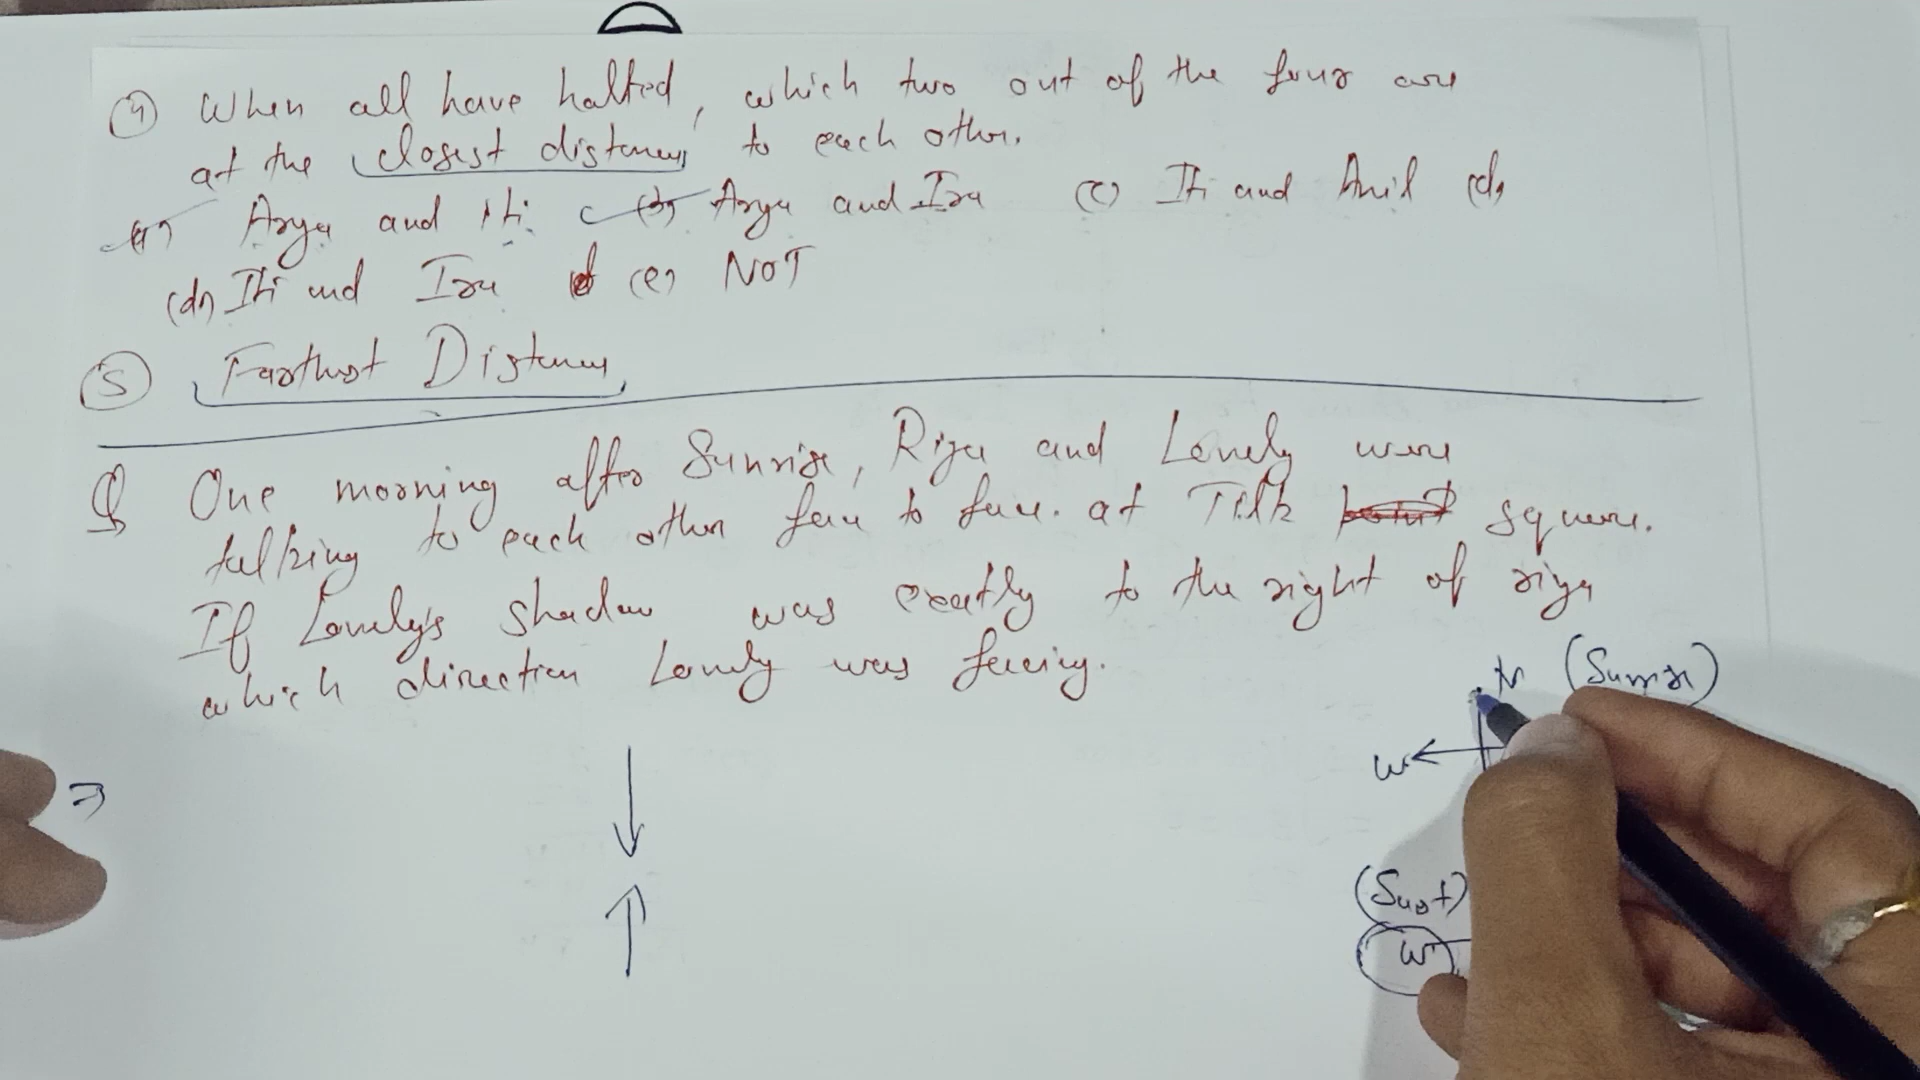 (4) When all have halted, which two out of the four are
at the closest distance to each other.
(a) Arya and Iti (b) Arya and Ira (c) Iti and Anil (d)
(d) Iti and Ira (e) NOT
(5) Farthest Distance
Q One morning after Sunrise, Riya and Lovely were
talking to each other face to face. at Tilk square.
If Lovely's shadow was exactly to the right of riya
which direction Lovely was facing.
N (Sunrise)
W
⇒
(Suset)
W